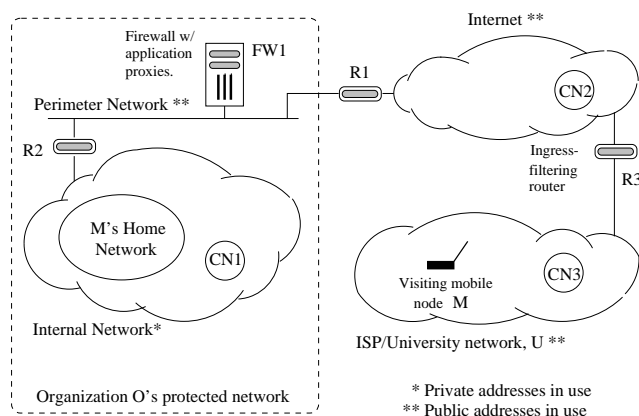 Internet **
Firewall w/
application
proxies.
FW1
R1
CN2
Perimeter Network **
R2
Ingress-
filtering
router
R3
M's Home
Network
CN1
Visiting mobile
node M
CN3
Internal Network*
ISP/University network, U **
Organization O's protected network
* Private addresses in use
** Public addresses in use